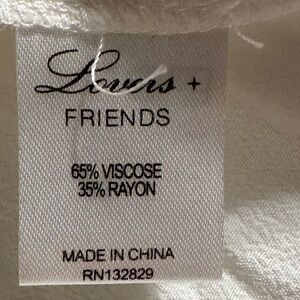 Lovers +
FRIENDS
65% VISCOSE
35% RAYON
MADE IN CHINA
RN132829